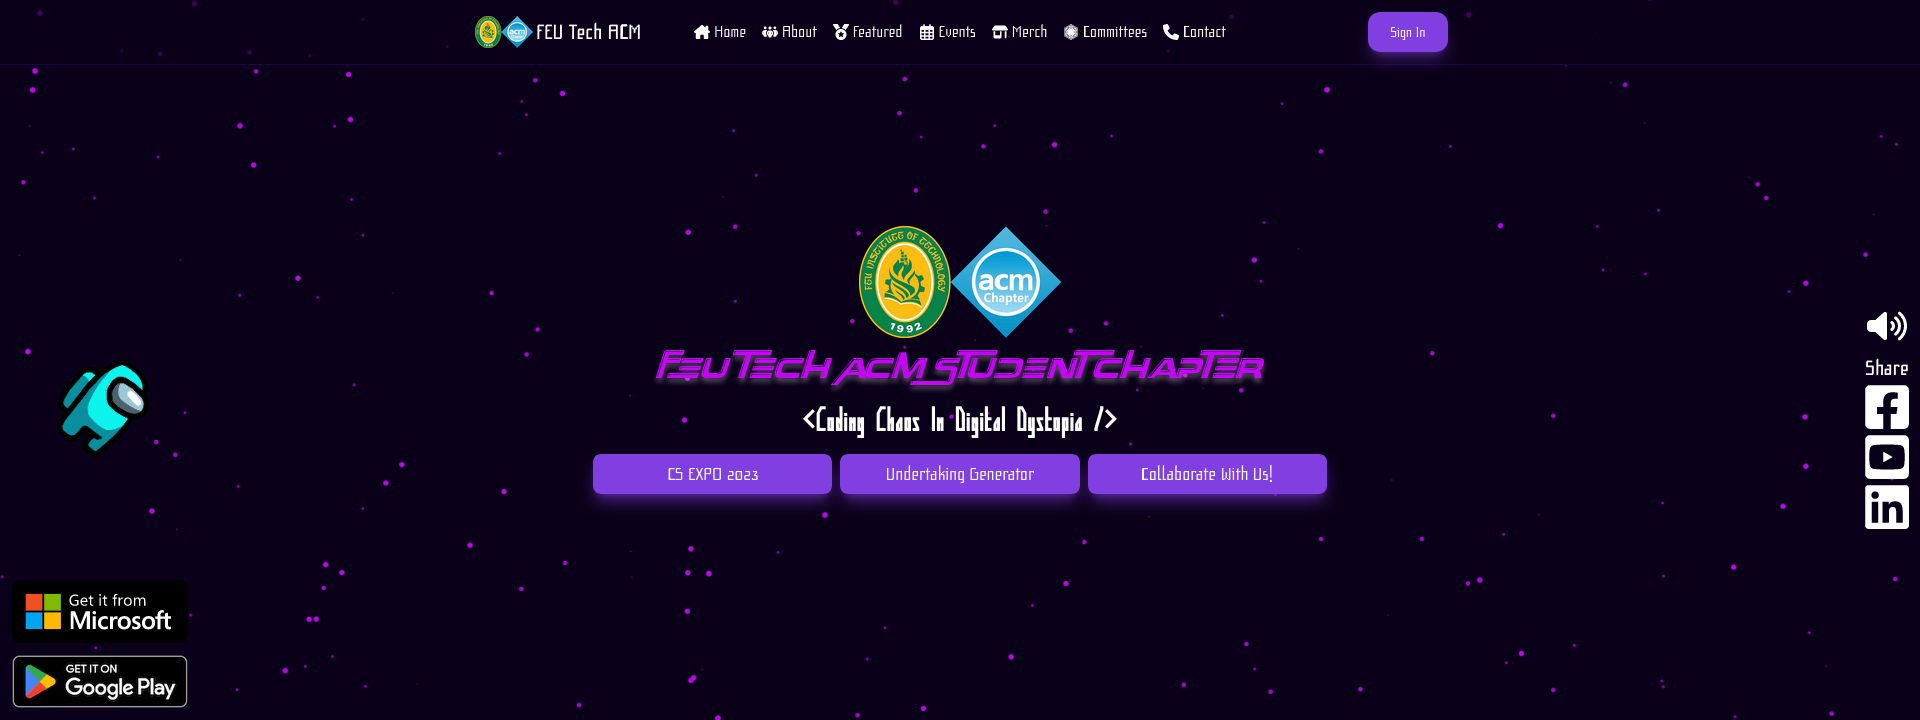 FEU Tech ACM
Home
About
Featured
Events
Merch
Committees
Contact
Sign In
FEU INSTITUTE OF TECHNOLOGY
1992
acm
Chapter
FEU TECH ACM STUDENT CHAPTER
<Coding Chaos In Digital Dystopia />
CS EXPO 2023
Undertaking Generator
Collaborate With Us!
Share
Get it from
Microsoft
GET IT ON
Google Play